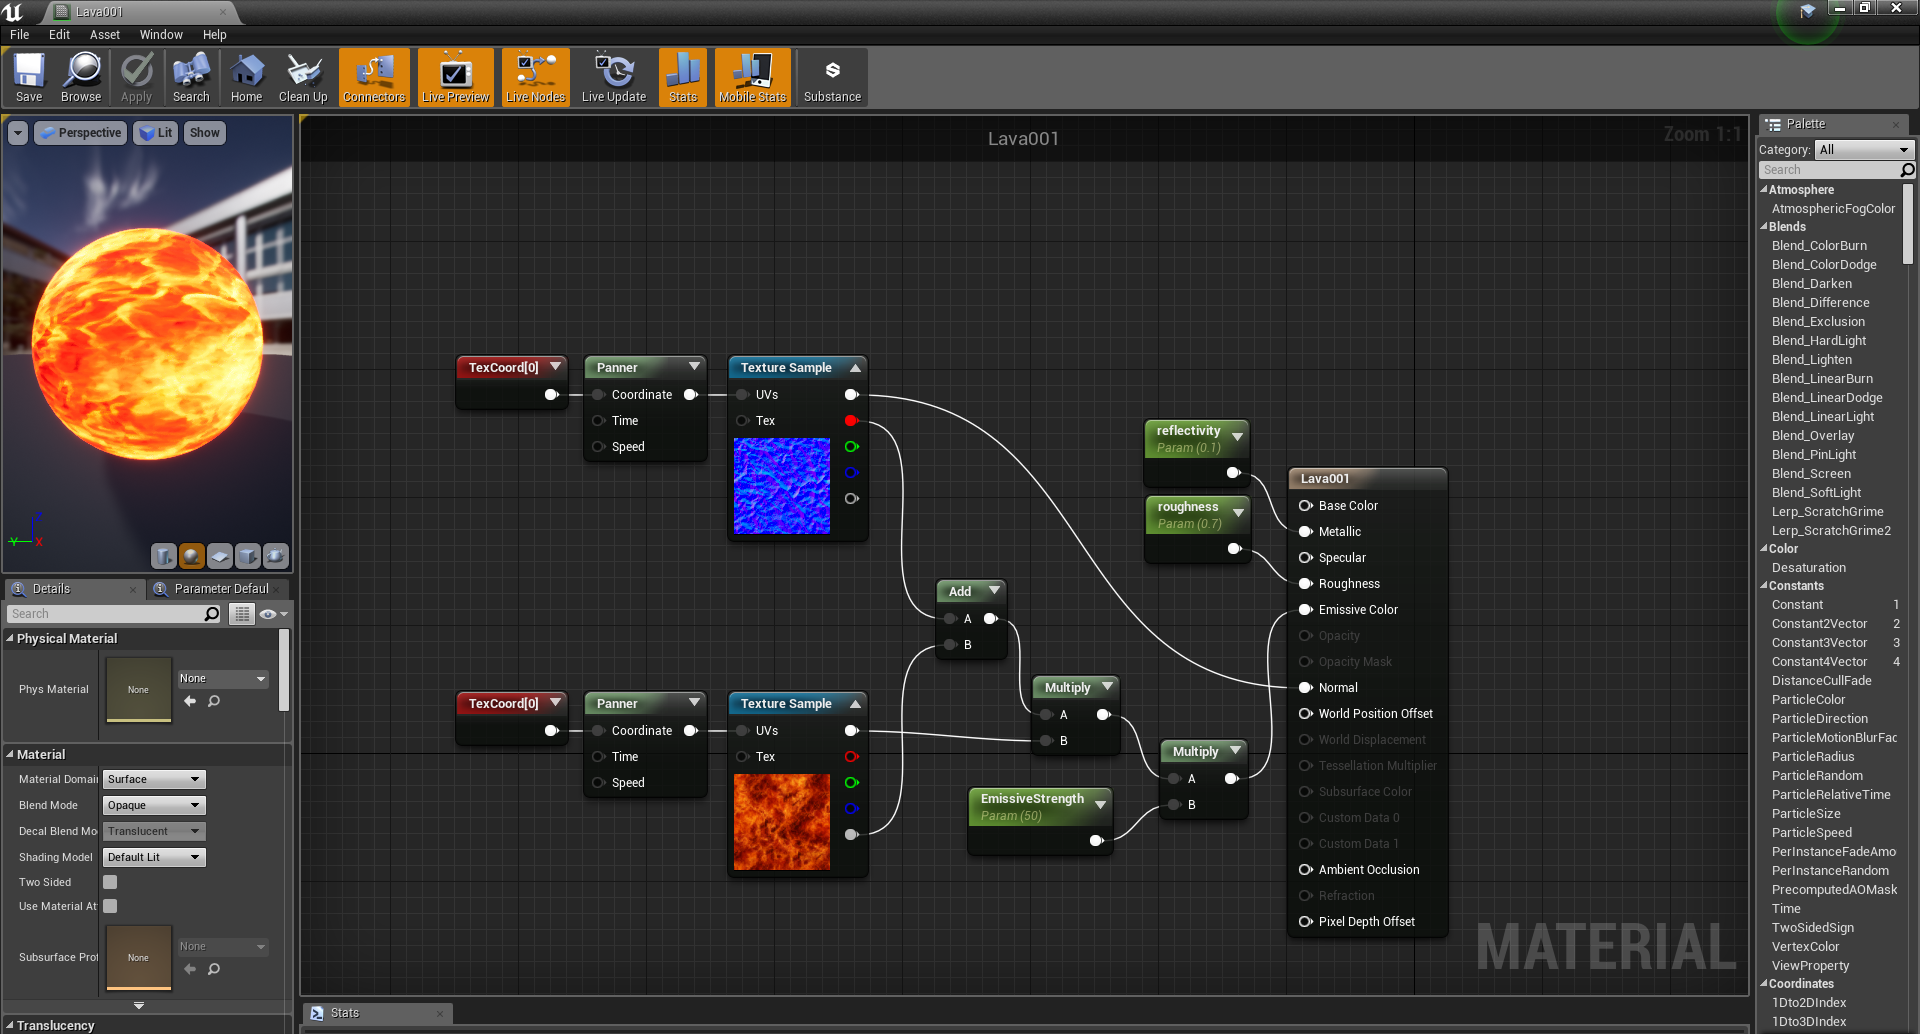 Lava001
File Edit Asset Window Help
Save Browse Apply Search Home Clean Up Connectors Live Preview Live Nodes Live Update Stats Mobile Stats Substance
Perspective Lit Show
Z
Y
X
Details
Parameter Defaul
Search
Physical Material
Phys Material
None
None
Material
Material Domai
Surface
Blend Mode
Opaque
Decal Blend Mo
Translucent
Shading Model
Default Lit
Two Sided
Use Material At
Subsurface Prof
None
None
Translucency
Lava001
Zoom 1:1
TexCoord[0]
Panner
Coordinate
Time
Speed
Texture Sample
UVs
Tex
TexCoord[0]
Panner
Coordinate
Time
Speed
Texture Sample
UVs
Tex
Add
A
B
Multiply
A
B
EmissiveStrength
Param (50)
Multiply
A
B
reflectivity
Param (0.1)
roughness
Param (0.7)
Lava001
Base Color
Metallic
Specular
Roughness
Emissive Color
Opacity
Opacity Mask
Normal
World Position Offset
World Displacement
Tessellation Multiplier
Subsurface Color
Custom Data 0
Custom Data 1
Ambient Occlusion
Refraction
Pixel Depth Offset
MATERIAL
Stats
Palette
Category: All
Search
Atmosphere
AtmosphericFogColor
Blends
Blend_ColorBurn
Blend_ColorDodge
Blend_Darken
Blend_Difference
Blend_Exclusion
Blend_HardLight
Blend_Lighten
Blend_LinearBurn
Blend_LinearDodge
Blend_LinearLight
Blend_Overlay
Blend_PinLight
Blend_Screen
Blend_SoftLight
Lerp_ScratchGrime
Lerp_ScratchGrime2
Color
Desaturation
Constants
Constant 1
Constant2Vector 2
Constant3Vector 3
Constant4Vector 4
DistanceCullFade
ParticleColor
ParticleDirection
ParticleMotionBlurFac
ParticleRadius
ParticleRandom
ParticleRelativeTime
ParticleSize
ParticleSpeed
PerInstanceFadeAmo
PerInstanceRandom
PrecomputedAOMask
Time
TwoSidedSign
VertexColor
ViewProperty
Coordinates
1Dto2DIndex
1Dto3DIndex